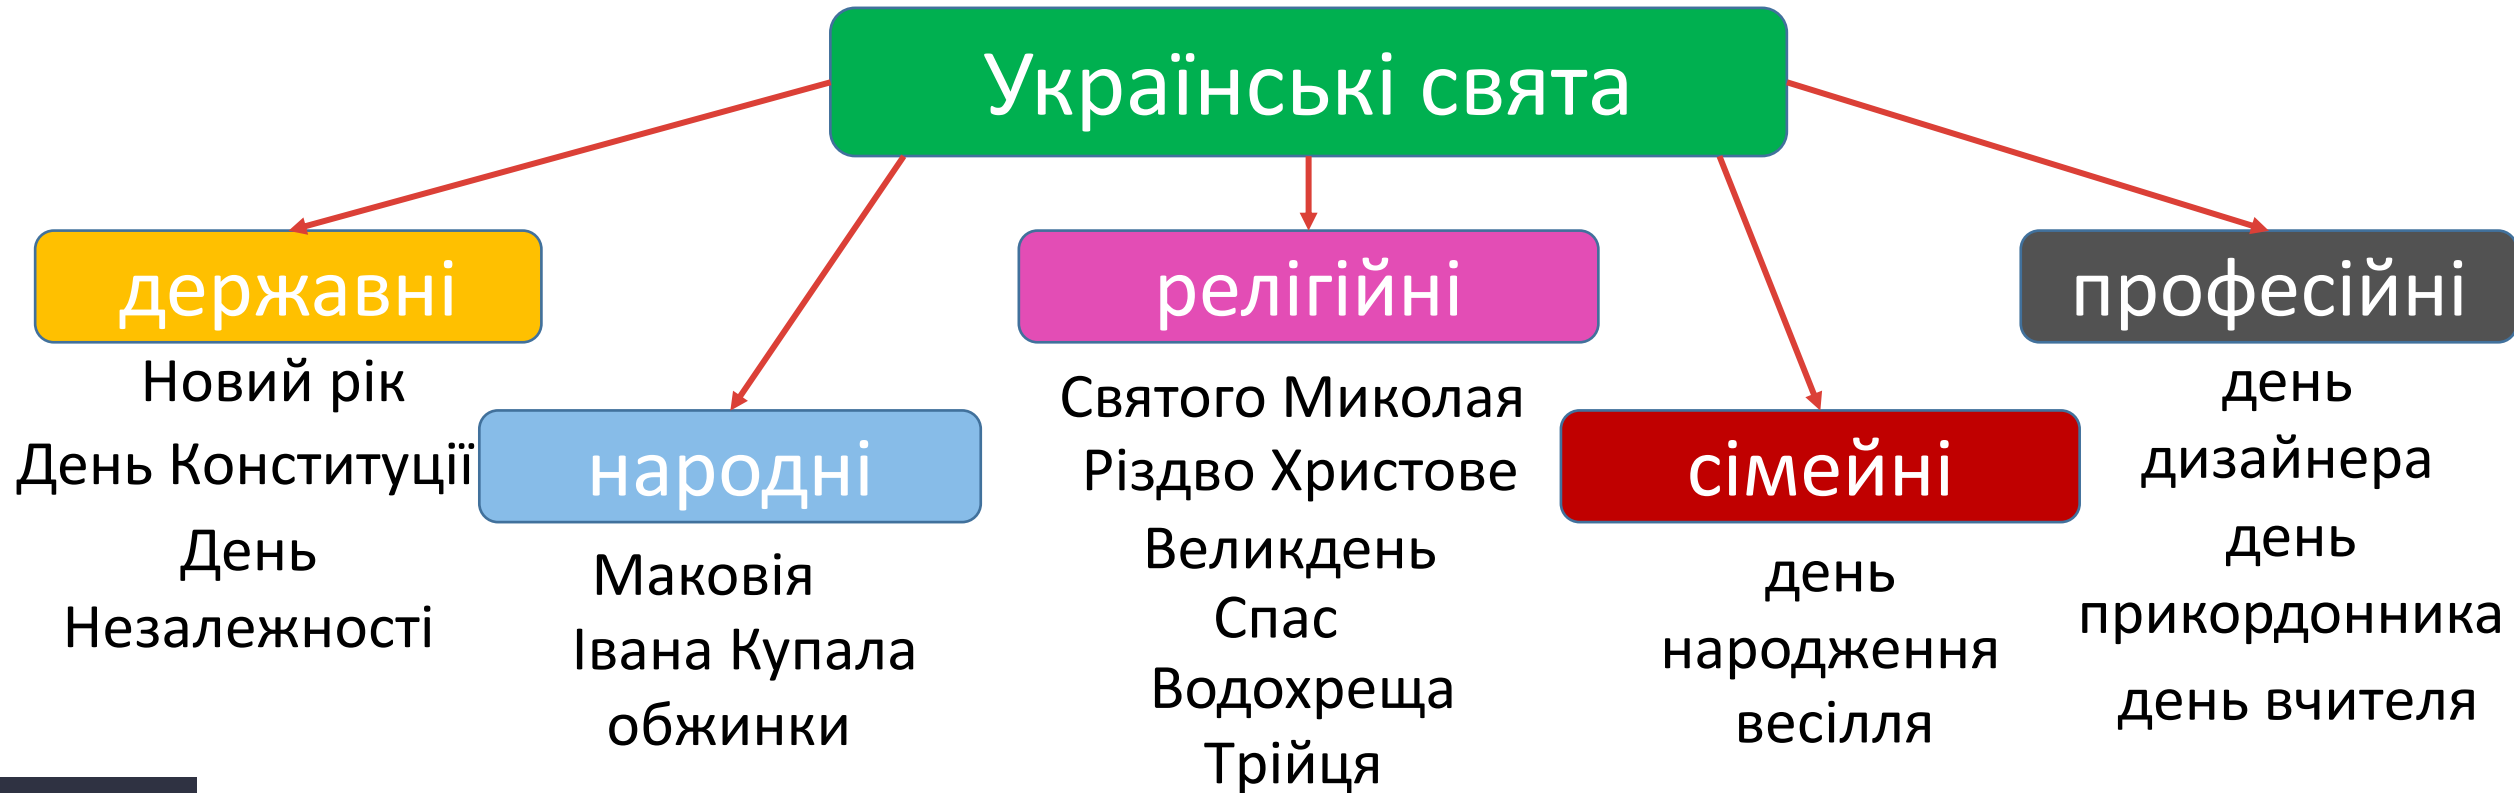 Українські свята
державні
Новий рік
День Конституції
День
Незалежності
народні
Маковія
Івана Купала
обжинки
релігійні
Святого Миколая
Різдво Христове
Великдень
Спас
Водохреща
Трійця
сімейні
день
народження
весілля
професійні
день
дизайнера
день
прикордонника
день вчителя